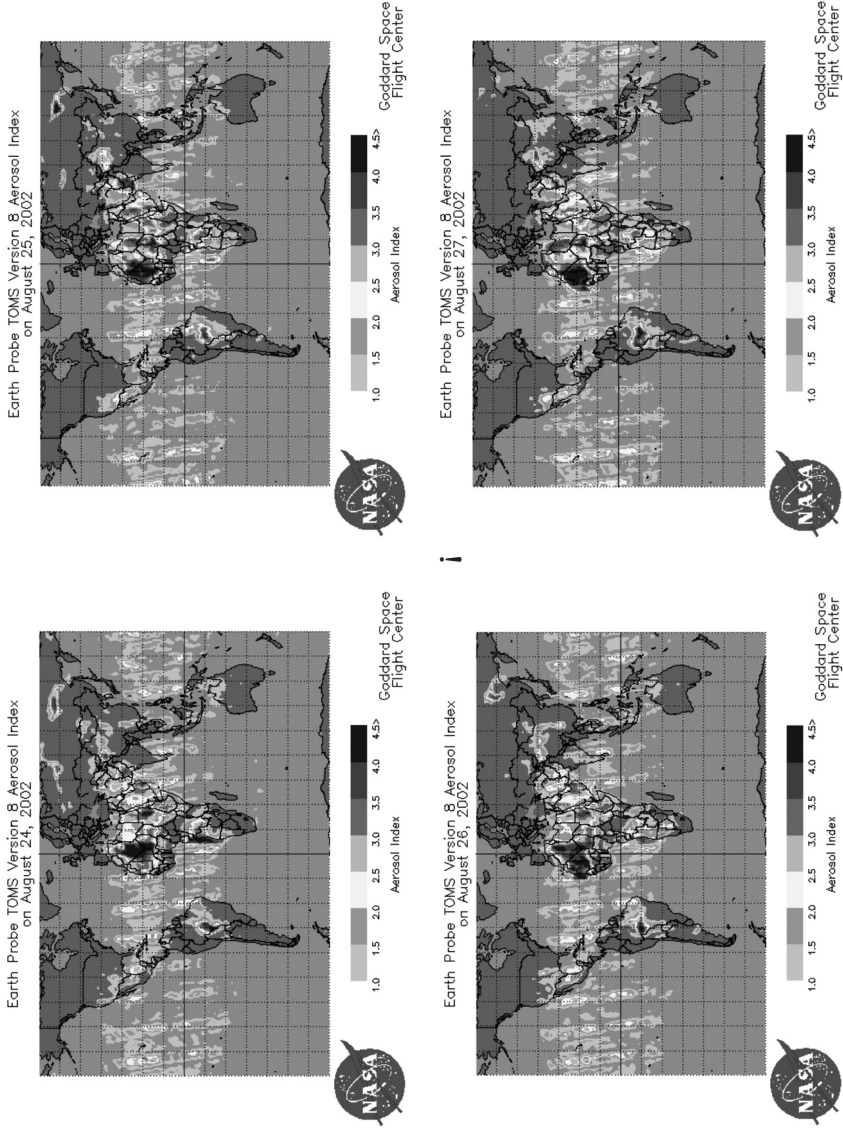 Earth Probe TOMS Version 8 Aerosol Index
on August 24, 2002
1.0 1.5 2.0 2.5 3.0 3.5 4.0 4.5>
Aerosol Index
NASA
Goddard Space
Flight Center
Earth Probe TOMS Version 8 Aerosol Index
on August 25, 2002
1.0 1.5 2.0 2.5 3.0 3.5 4.0 4.5>
Aerosol Index
NASA
Goddard Space
Flight Center
Earth Probe TOMS Version 8 Aerosol Index
on August 26, 2002
1.0 1.5 2.0 2.5 3.0 3.5 4.0 4.5>
Aerosol Index
NASA
Goddard Space
Flight Center
Earth Probe TOMS Version 8 Aerosol Index
on August 27, 2002
1.0 1.5 2.0 2.5 3.0 3.5 4.0 4.5>
Aerosol Index
NASA
Goddard Space
Flight Center